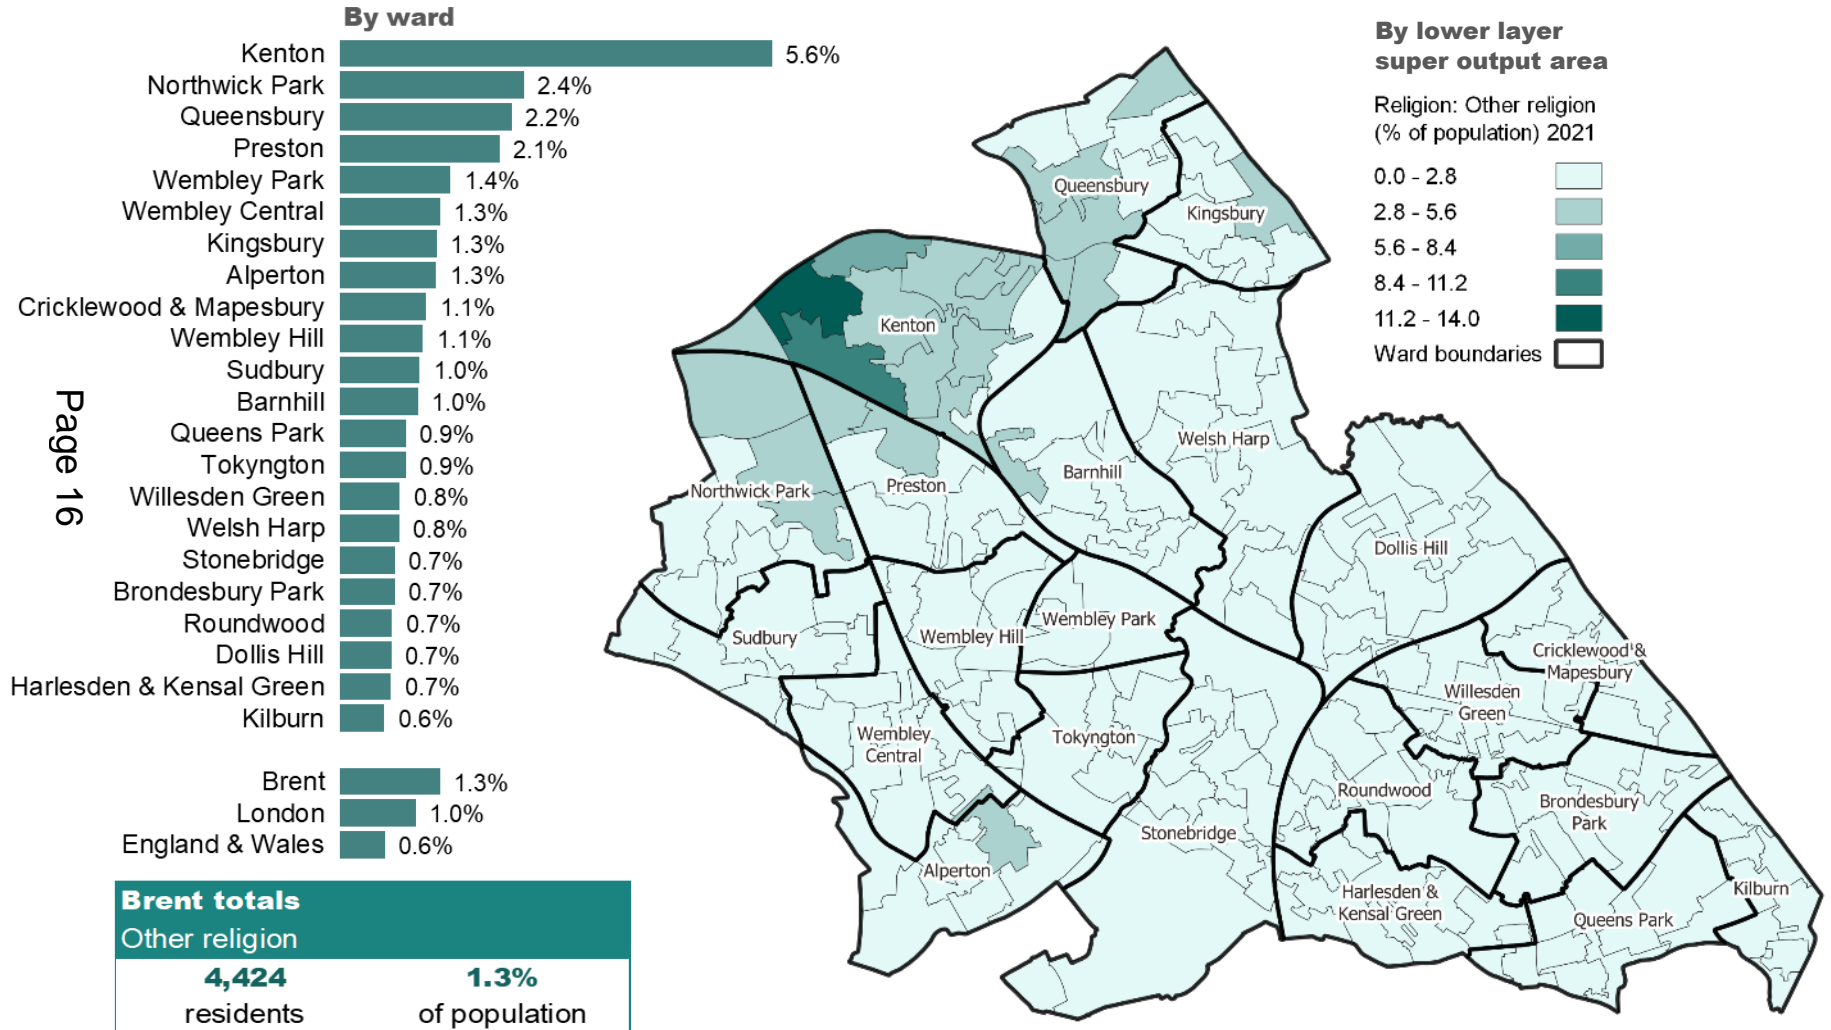 By ward
Kenton 5.6%
Northwick Park 2.4%
Queensbury 2.2%
Preston 2.1%
Wembley Park 1.4%
Wembley Central 1.3%
Kingsbury 1.3%
Alperton 1.3%
Cricklewood & Mapesbury 1.1%
Wembley Hill 1.1%
Sudbury 1.0%
Barnhill 1.0%
Queens Park 0.9%
Tokyngton 0.9%
Willesden Green 0.8%
Welsh Harp 0.8%
Stonebridge 0.7%
Brondesbury Park 0.7%
Roundwood 0.7%
Dollis Hill 0.7%
Harlesden & Kensal Green 0.7%
Kilburn 0.6%
Brent 1.3%
London 1.0%
England & Wales 0.6%
Page 16
Brent totals
Other religion
4,424 1.3%
residents of population
By lower layer
super output area
Religion: Other religion
(% of population) 2021
0.0 - 2.8
2.8 - 5.6
5.6 - 8.4
8.4 - 11.2
11.2 - 14.0
Ward boundaries
Queensbury
Kingsbury
Kenton
Welsh Harp
Barnhill
Preston
Northwick Park
Dollis Hill
Wembley Park
Wembley Hill
Sudbury
Cricklewood &
Mapesbury
Willesden
Green
Wembley
Central
Tokyngton
Roundwood
Brondesbury
Park
Stonebridge
Alperton
Harlesden &
Kensal Green
Kilburn
Queens Park